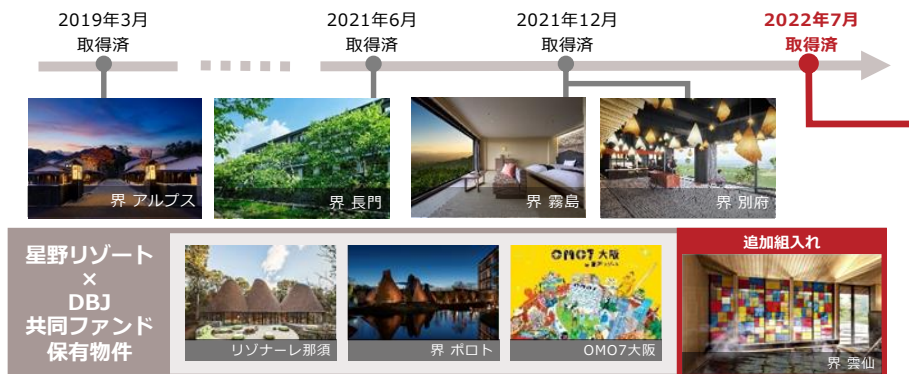 2019年3月
取得済
2021年6月
取得済
2021年12月
取得済
2022年7月
取得済
界 アルプス
界 長門
界 霧島
界 別府
星野リゾート
×
DBJ
共同ファンド
保有物件
リゾナーレ那須
界 ポロト
OMO7 大阪
OMO7大阪
追加組入れ
界 雲仙